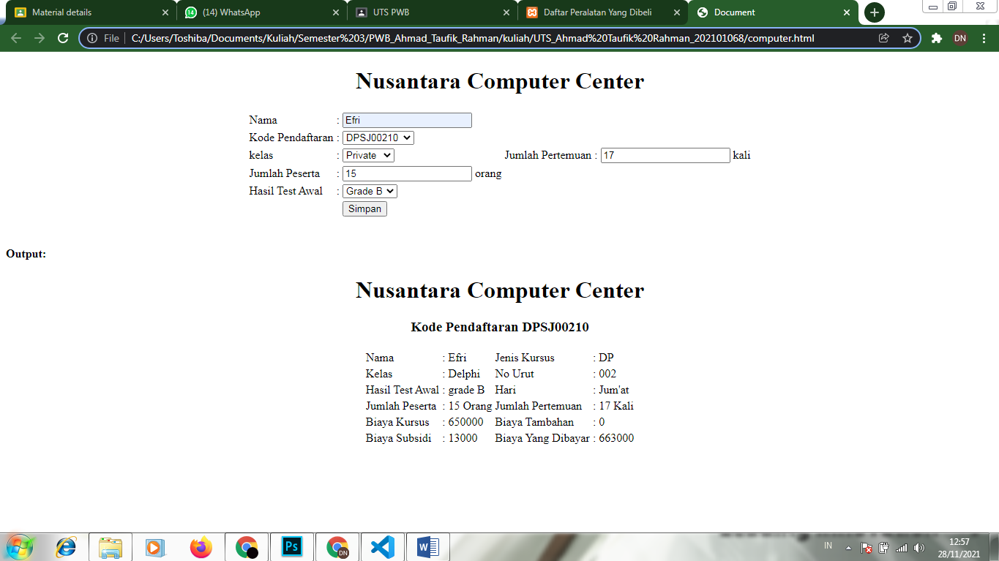 Material details
(14) WhatsApp
UTS PWB
Daftar Peralatan Yang Dibeli
Document
File C:/Users/Toshiba/Documents/Kuliah/Semester%203/PWB_Ahmad_Taufik_Rahman/kuliah/UTS_Ahmad%20Taufik%20Rahman_202101068/computer.html
DN
Nusantara Computer Center
Nama : Efri
Kode Pendaftaran : DPSJ00210
kelas : Private Jumlah Pertemuan : 17 kali
Jumlah Peserta : 15 orang
Hasil Test Awal : Grade B
Simpan
Output:
Nusantara Computer Center
Kode Pendaftaran DPSJ00210
Nama : Efri Jenis Kursus : DP
Kelas : Delphi No Urut : 002
Hasil Test Awal : grade B Hari : Jum'at
Jumlah Peserta : 15 Orang Jumlah Pertemuan : 17 Kali
Biaya Kursus : 650000 Biaya Tambahan : 0
Biaya Subsidi : 13000 Biaya Yang Dibayar : 663000
Ps
DN
W
IN
12:57
28/11/2021